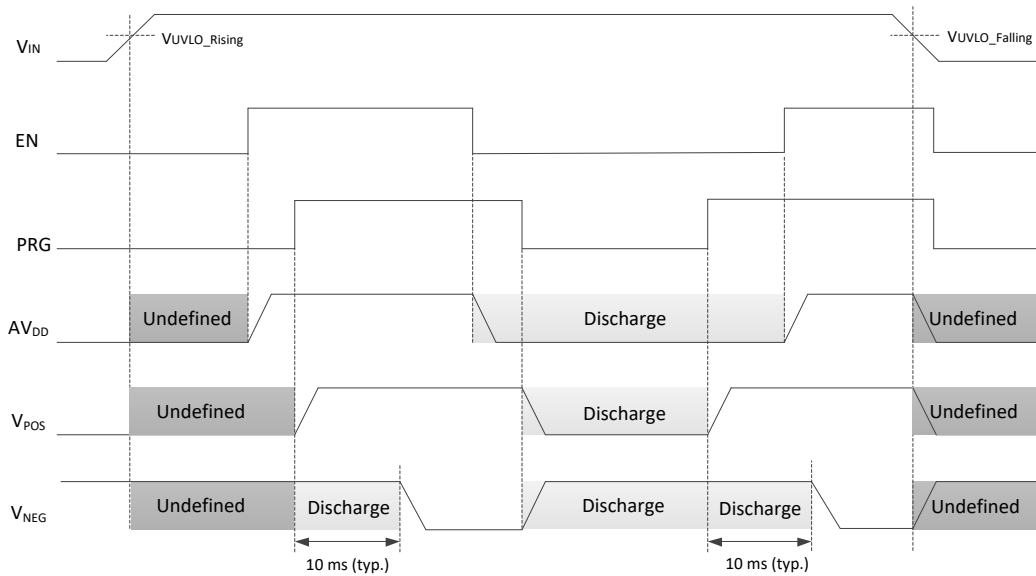 VIN
VUVLO_Rising
VUVLO_Falling
EN
PRG
AVDD
Undefined
Discharge
Undefined
VPOS
Undefined
Discharge
Undefined
VNEG
Undefined
Discharge
Discharge
Discharge
Undefined
10 ms (typ.)
10 ms (typ.)